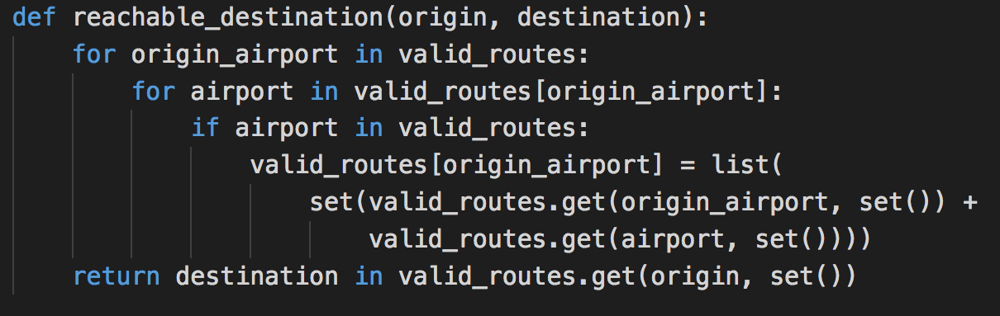 def reachable_destination(origin, destination):
    for origin_airport in valid_routes:
        for airport in valid_routes[origin_airport]:
            if airport in valid_routes:
                valid_routes[origin_airport] = list(
                    set(valid_routes.get(origin_airport, set()) +
                        valid_routes.get(airport, set())))
    return destination in valid_routes.get(origin, set())